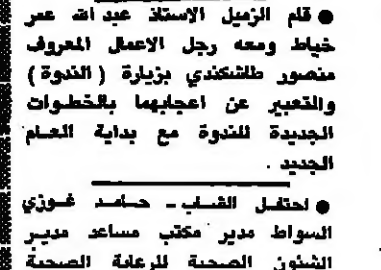 ● قام الزميل الاستاذ عبد الله عمر
خياط ومعه رجل الاعمال المعروف
منصور طاشكندي بزيارة ( الندوة )
والتعبير عن اعجابهما بالخطوات
الجديدة للندوة مع بداية العام
الجديد .
● احتفل الشاب ـ حامد فوزي
السواط مدير مكتب مساعد مدير
الشئون الصحية للرعاية الصحية